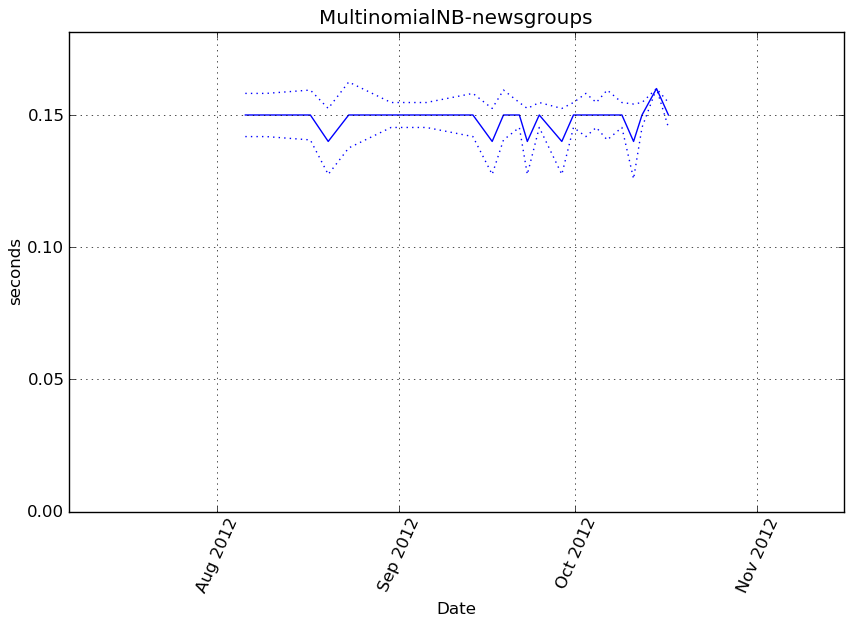 MultinomialNB-newsgroups
0.15
0.10
0.05
0.00
seconds
Aug 2012
Sep 2012
Oct 2012
Nov 2012
Date